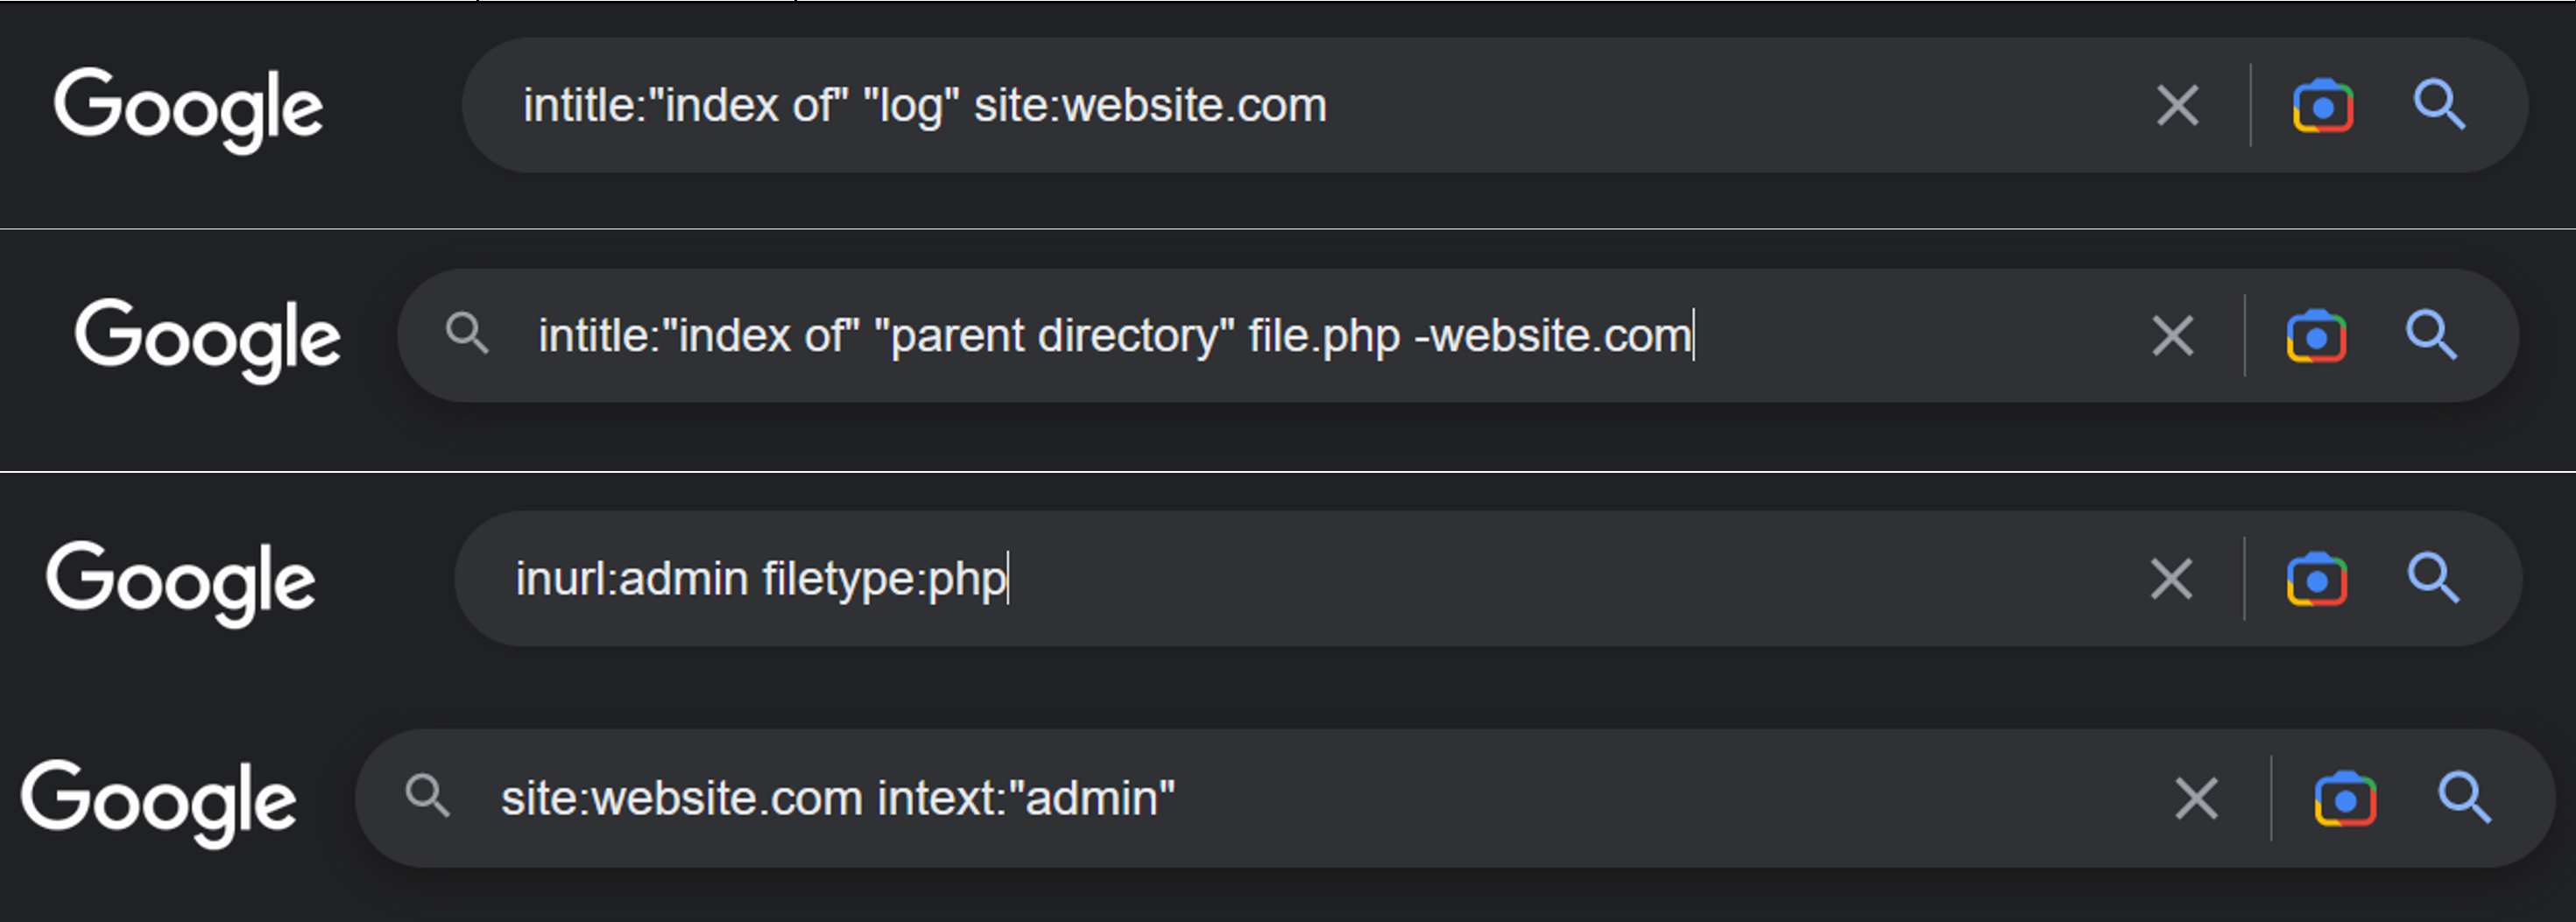 Google intitle:"index of" "log" site:website.com
Google intitle:"index of" "parent directory" file.php -website.com
Google inurl:admin filetype:php
Google site:website.com intext:"admin"